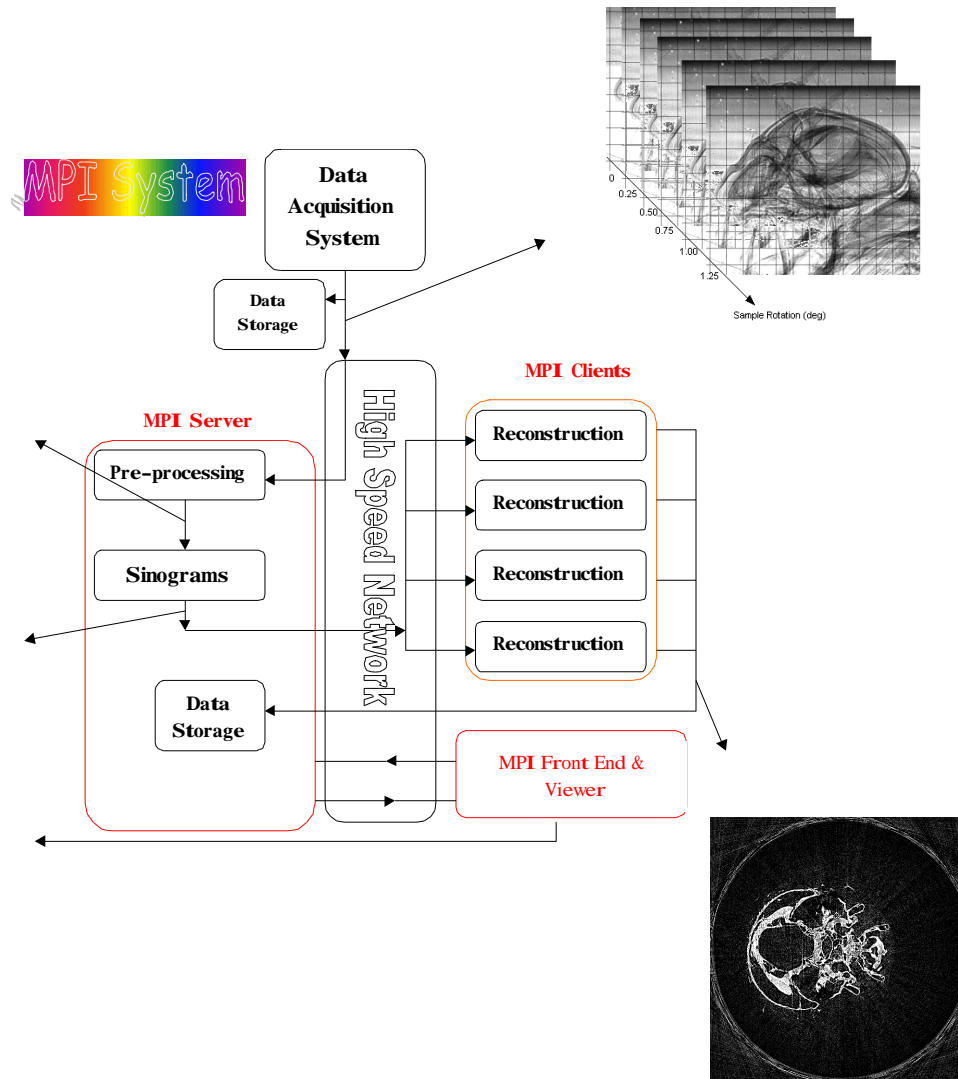 MPI System
Data
Acquisition
System
Data
Storage
0
0.25
0.50
0.75
1.00
1.25
Sample Rotation (deg)
MPI Server
Pre-processing
Sinograms
Data
Storage
High Speed Network
MPI Clients
Reconstruction
Reconstruction
Reconstruction
Reconstruction
MPI Front End &
Viewer